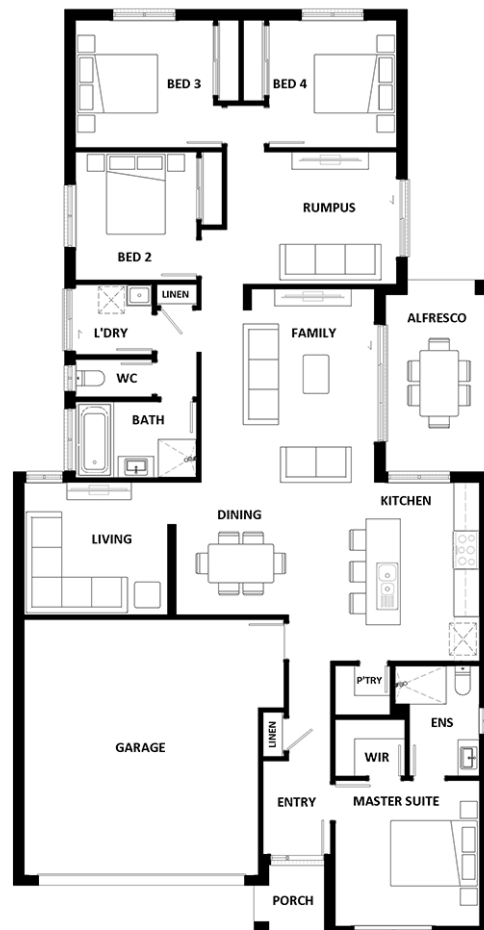 BED 3
BED 4
RUMPUS
BED 2
LINEN
L'DRY
FAMILY
ALFRESCO
WC
BATH
KITCHEN
DINING
LIVING
P'TRY
ENS
LINEN
GARAGE
WIR
ENTRY
MASTER SUITE
PORCH